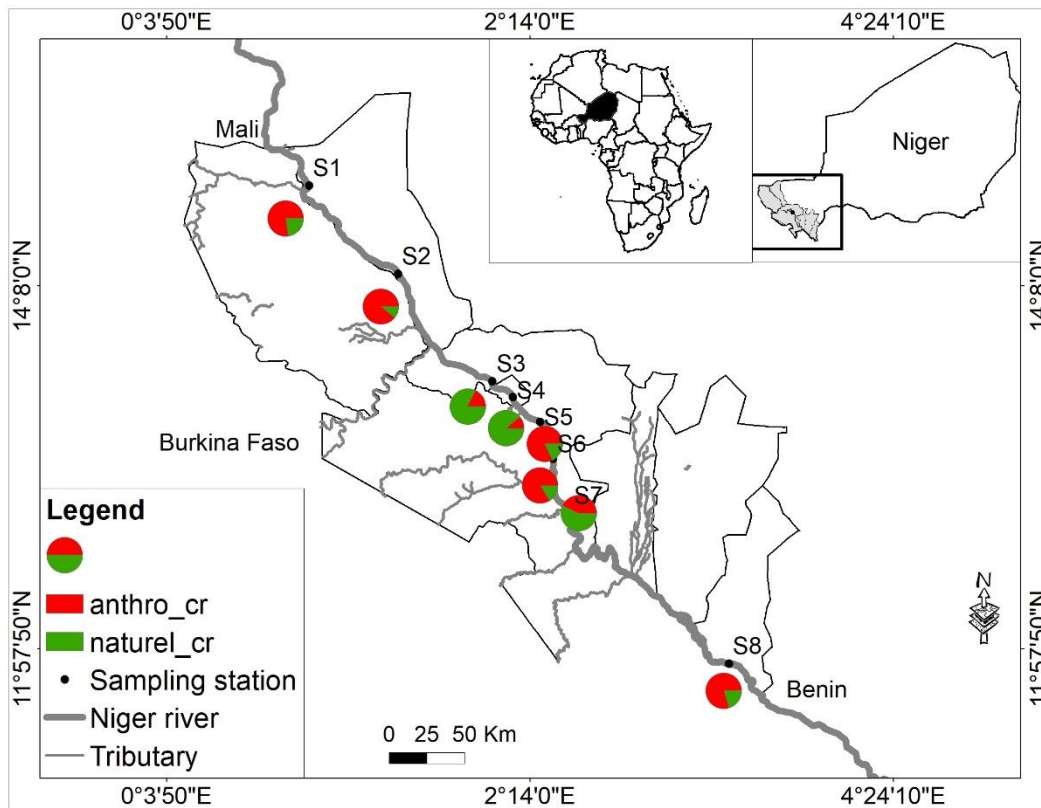 0°3'50"E 2°14'0"E 4°24'10"E
Mali
Niger
S1
14°8'0"N
S2
14°8'0"N
S3
S4
S5
Burkina Faso
S6
S7
Legend
anthro_cr
naturel_cr
Sampling station
Niger river
Tributary
N
11°57'50"N
S8
11°57'50"N
Benin
0 25 50 Km
0°3'50"E 2°14'0"E 4°24'10"E